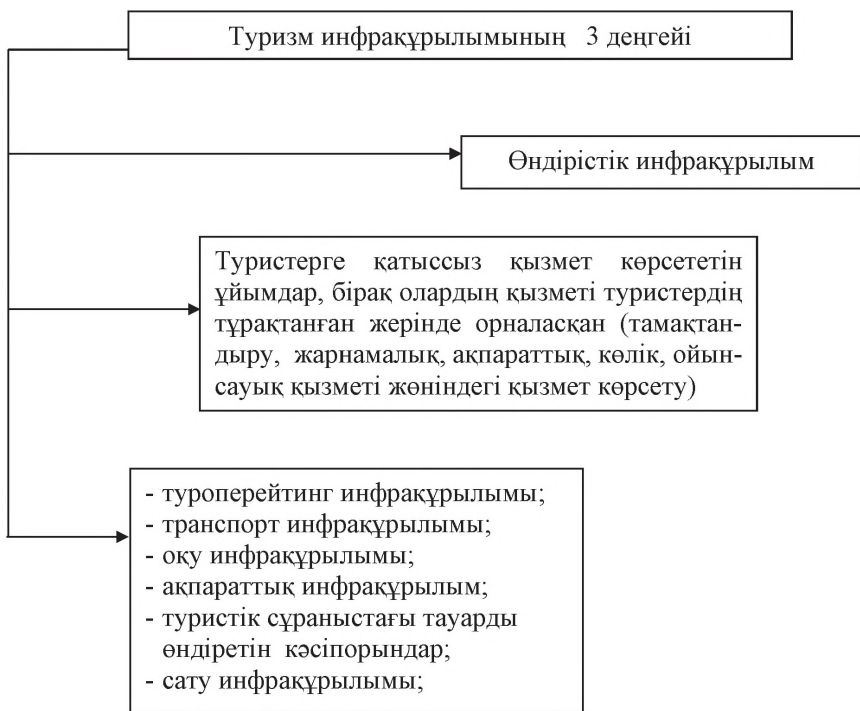 Туризм инфрақұрылымының 3 деңгейі
Өндірістік инфрақұрылым
Туристерге қатыссыз қызмет көрсететін
ұйымдар, бірақ олардың қызметі туристердің
тұрақтанған жерінде орналасқан (тамақтан-
дыру, жарнамалық, ақпараттық, көлік, ойын-
сауық қызметі жөніндегі қызмет көрсету)
- туроперейтинг инфрақұрылымы;
- транспорт инфрақұрылымы;
- оқу инфрақұрылымы;
- ақпараттық инфрақұрылым;
- туристік сұраныстағы тауарды
өндіретін кәсіпорындар;
- сату инфрақұрылымы;